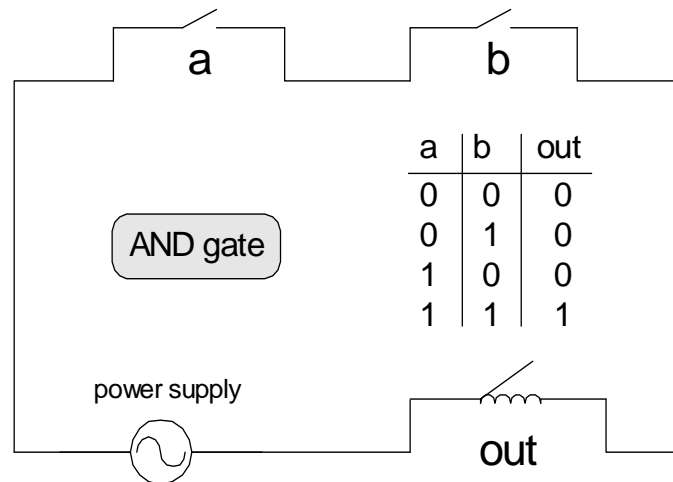 a
b
a b out
0 0 0
0 1 0
1 0 0
1 1 1
AND gate
power supply
out